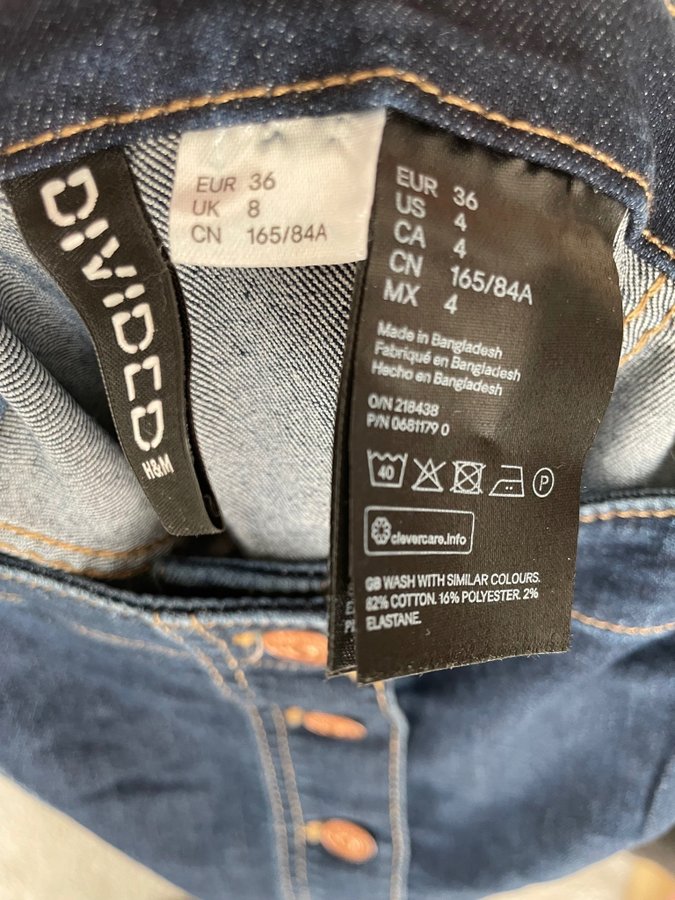 DIVIDED
H&M
EUR 36
UK 8
CN 165/84A
EUR 36
US 4
CA 4
CN 165/84A
MX 4
Made in Bangladesh
Fabriqué en Bangladesh
Hecho en Bangladesh
O/N 218438
P/N 0681179 0
40
P
clevercare.info
GB WASH WITH SIMILAR COLOURS.
82% COTTON. 16% POLYESTER. 2%
ELASTANE.